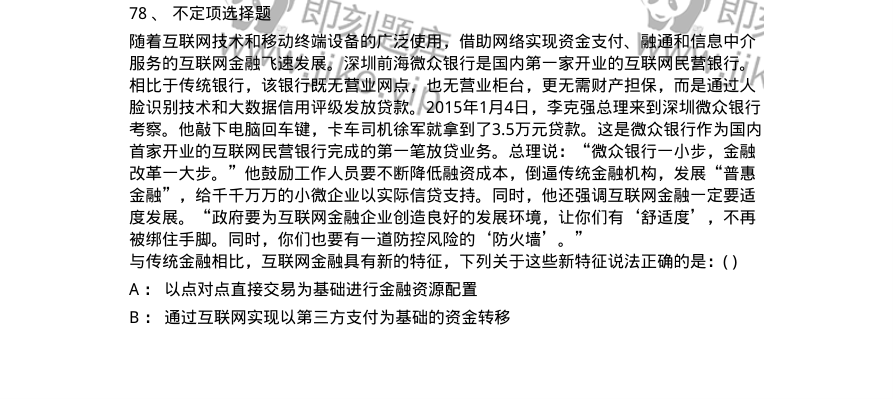 78 、 不定项选择题
随着互联网技术和移动终端设备的广泛使用，借助网络实现资金支付、融通和信息中介
服务的互联网金融飞速发展。深圳前海微众银行是国内第一家开业的互联网民营银行。
相比于传统银行，该银行既无营业网点，也无营业柜台，更无需财产担保，而是通过人
脸识别技术和大数据信用评级发放贷款。2015年1月4日，李克强总理来到深圳微众银行
考察。他敲下电脑回车键，卡车司机徐军就拿到了3.5万元贷款。这是微众银行作为国内
首家开业的互联网民营银行完成的第一笔放贷业务。总理说：“微众银行一小步，金融
改革一大步。”他鼓励工作人员要不断降低融资成本，倒逼传统金融机构，发展“普惠
金融”，给千千万万的小微企业以实际信贷支持。同时，他还强调互联网金融一定要适
度发展。“政府要为互联网金融企业创造良好的发展环境，让你们有‘舒适度’，不再
被绑住手脚。同时，你们也要有一道防控风险的‘防火墙’。”
与传统金融相比，互联网金融具有新的特征，下列关于这些新特征说法正确的是：( )
A ： 以点对点直接交易为基础进行金融资源配置
B ： 通过互联网实现以第三方支付为基础的资金转移
即刻题库
www.jike.vip